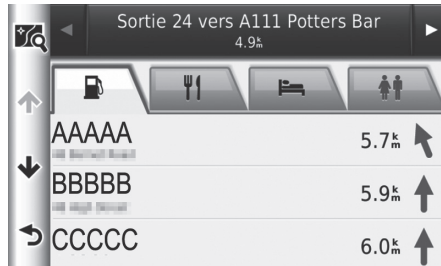 Sortie 24 vers A111 Potters Bar
4.9km
AAAAA 5.7km
BBBBB 5.9km
CCCCC 6.0km